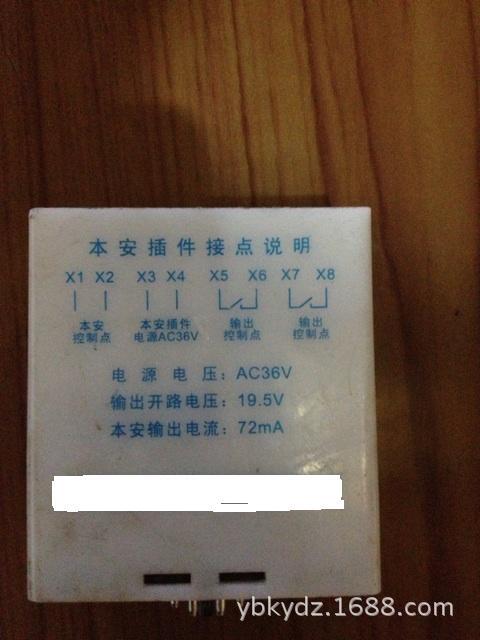 本安插件接点说明
X1 X2 X3 X4 X5 X6 X7 X8
本安 本安插件 输出 输出
控制点 电源AC36V 控制点 控制点
电源电压：AC36V
输出开路电压：19.5V
本安输出电流：72mA
ybkydz.1688.com